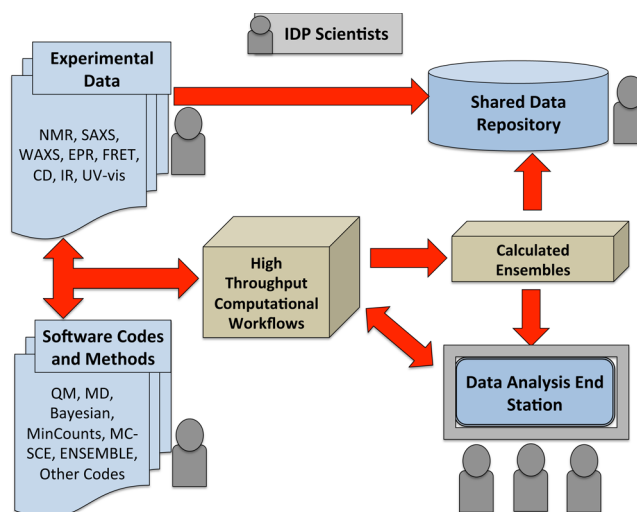 IDP Scientists
Experimental
Data
NMR, SAXS,
WAXS, EPR, FRET,
CD, IR, UV-vis
Shared Data
Repository
High
Throughput
Computational
Workflows
Calculated
Ensembles
Software Codes
and Methods
QM, MD,
Bayesian,
MinCounts, MC-
SCE, ENSEMBLE,
Other Codes
Data Analysis End
Station